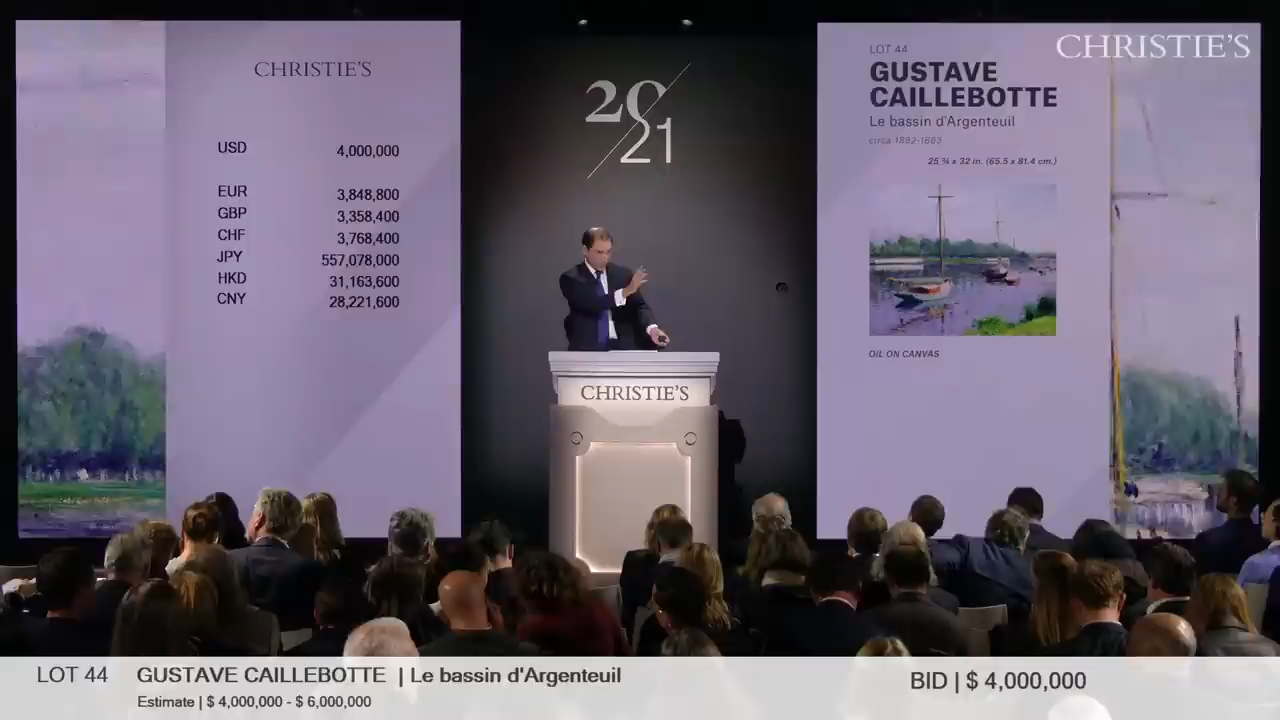 CHRISTIE'S
USD 4,000,000
EUR 3,848,800
GBP 3,358,400
CHF 3,768,400
JPY 557,078,000
HKD 31,163,600
CNY 28,221,600
20
21
CHRISTIE'S
LOT 44
CHRISTIE'S
GUSTAVE
CAILLEBOTTE
Le bassin d'Argenteuil
circa 1882-1883
25 ¾ x 32 in. (65.5 x 81.4 cm.)
OIL ON CANVAS
LOT 44 GUSTAVE CAILLEBOTTE | Le bassin d'Argenteuil
Estimate | $ 4,000,000 - $ 6,000,000
BID | $ 4,000,000